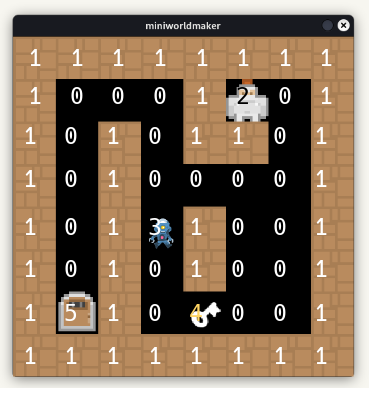 miniworldmaker
1 1 1 1 1 1 1
1 0 0 0 1 2 0 1
1 0 1 0 1 1 0 1
1 0 1 0 0 0 0 1
1 0 1 3 1 0 0 1
1 0 1 0 1 0 0 1
1 5 1 0 4 0 0 1
1 1 1 1 1 1 1 1